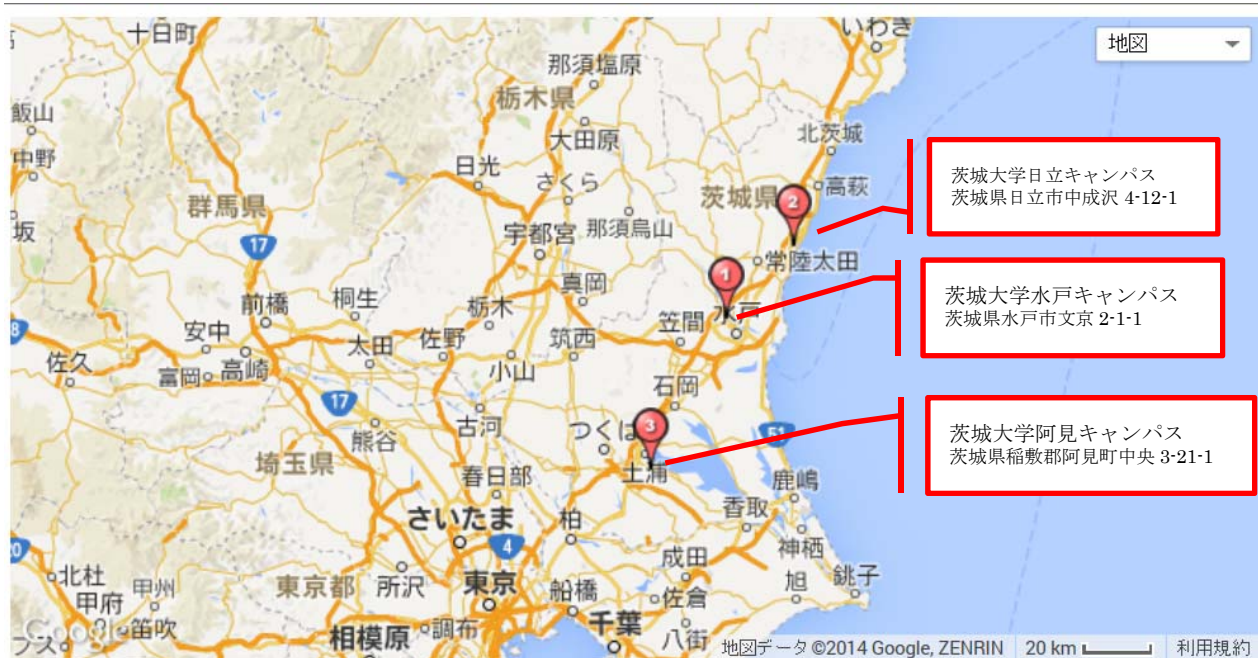 十日町
いわき
地図
那須塩原
栃木県
飯山
大田原
北茨城
中野
日光
さくら
茨城県
高萩
茨城大学日立キャンパス
茨城県日立市中成沢 4-12-1
群馬県
2
坂
17
宇都宮
那須烏山
常陸太田
1
真岡
茨城大学水戸キャンパス
茨城県水戸市文京 2-1-1
前橋
桐生
栃木
笠間
水戸
安中
太田
佐野
筑西
佐久
富岡
高崎
小山
石岡
17
古河
つくば
3
51
茨城大学阿見キャンパス
茨城県稲敷郡阿見町中央 3-21-1
熊谷
埼玉県
春日部
土浦
鹿嶋
さいたま
柏
香取
4
神栖
20
北杜
甲州
東京都
所沢
東京
船橋
成田
旭
銚子
甲府
佐倉
Google
笛吹
相模原
調布
千葉
八街
地図データ ©2014 Google, ZENRIN
20 km
利用規約